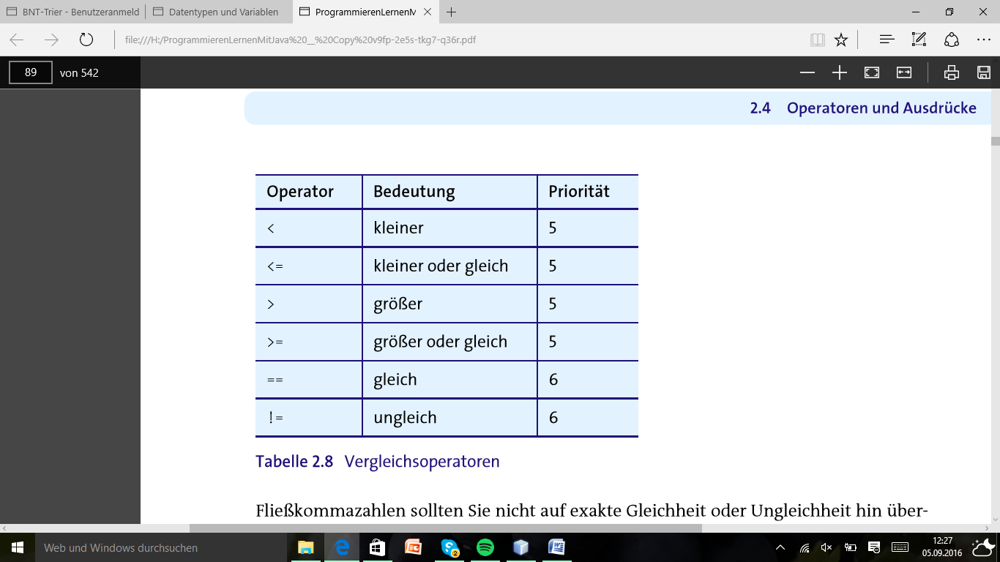 BNT-Trier - Benutzeranmeld
Datentypen und Variablen
ProgrammierenLernenM
file:///H:/ProgrammierenLernenMitJava%20__%20Copy%20v9fp-2e5s-tkg7-q36r.pdf
89 von 542
2.4 Operatoren und Ausdrücke
Operator Bedeutung Priorität
< kleiner 5
<= kleiner oder gleich 5
> größer 5
>= größer oder gleich 5
== gleich 6
!= ungleich 6
Tabelle 2.8 Vergleichsoperatoren
Fließkommazahlen sollten Sie nicht auf exakte Gleichheit oder Ungleichheit hin über-
Web und Windows durchsuchen
2
12:27
05.09.2016